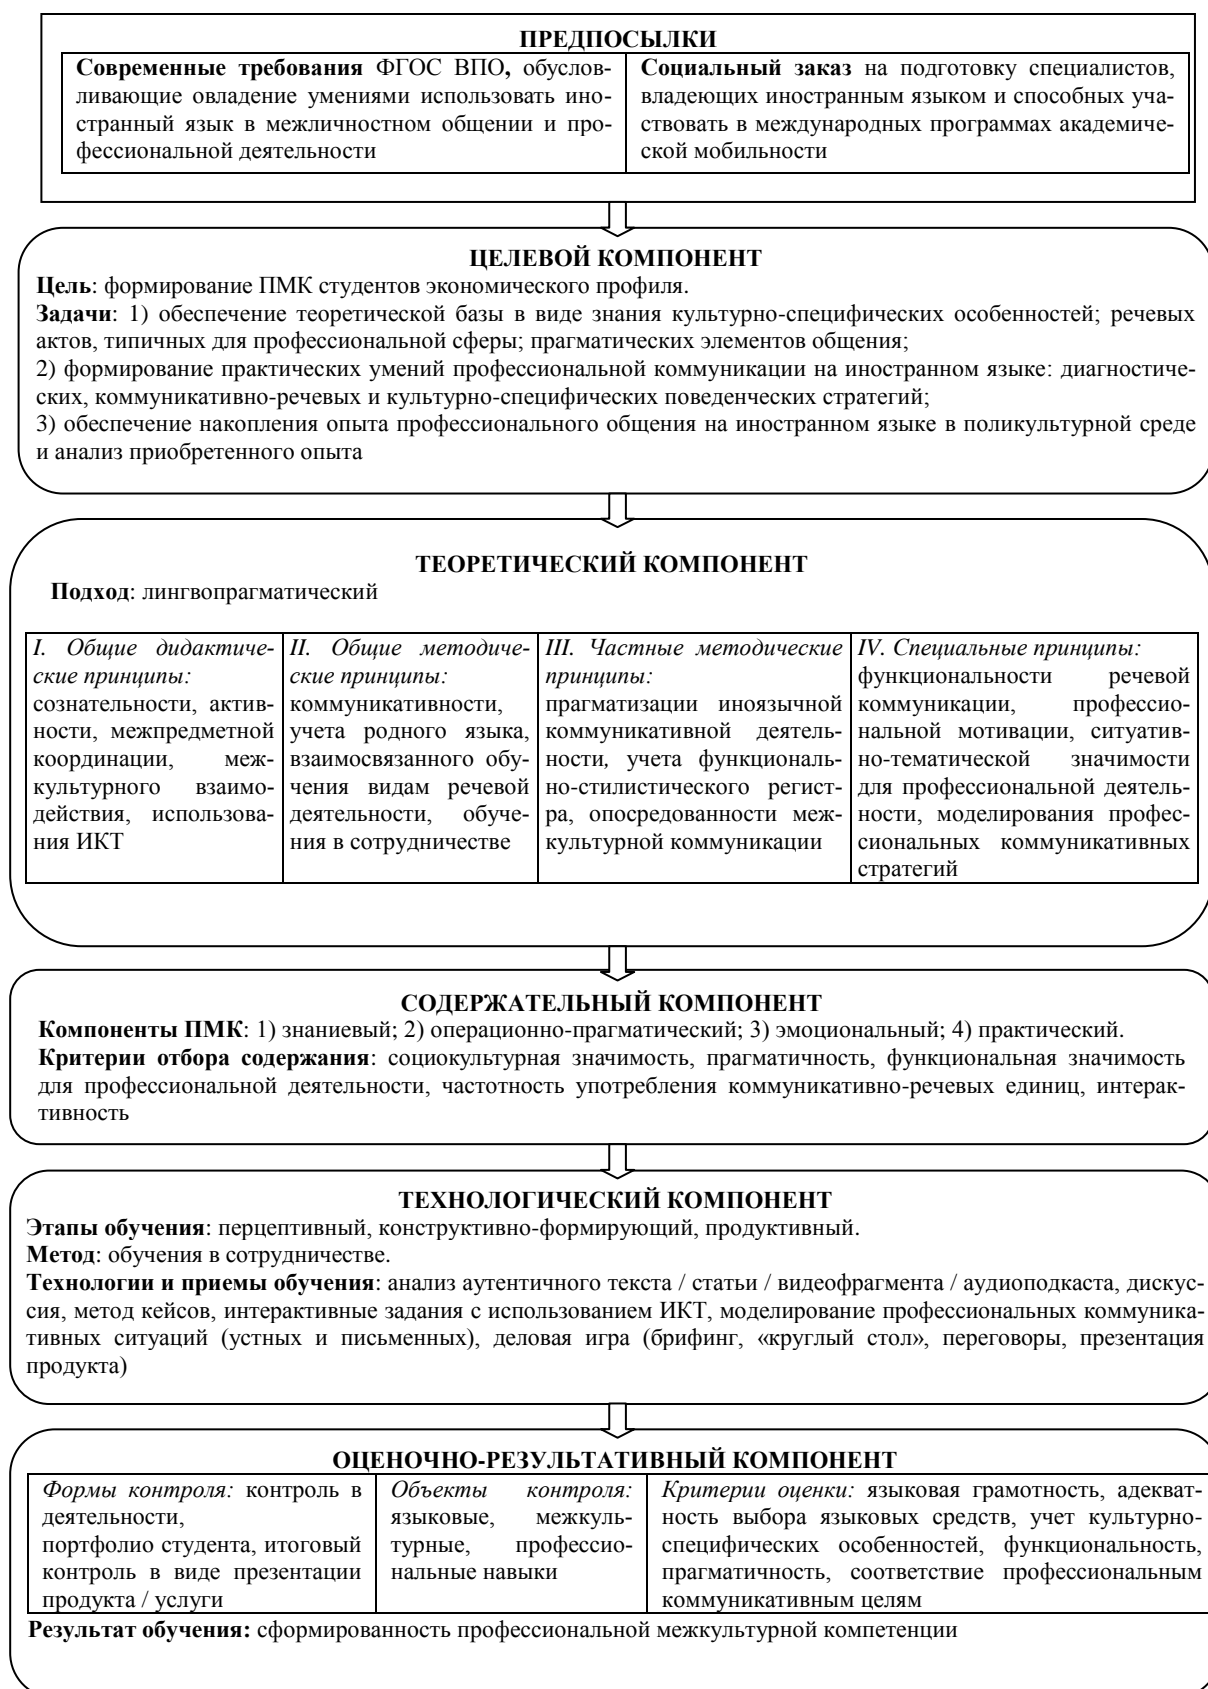 ПРЕДПОСЫЛКИ
Современные требования ФГОС ВПО, обуслов-
ливающие овладение умениями использовать ино-
странный язык в межличностном общении и про-
фессиональной деятельности
Социальный заказ на подготовку специалистов,
владеющих иностранным языком и способных уча-
ствовать в международных программах академиче-
ской мобильности
ЦЕЛЕВОЙ КОМПОНЕНТ
Цель: формирование ПМК студентов экономического профиля.
Задачи: 1) обеспечение теоретической базы в виде знания культурно-специфических особенностей; речевых
актов, типичных для профессиональной сферы; прагматических элементов общения;
2) формирование практических умений профессиональной коммуникации на иностранном языке: диагностиче-
ских, коммуникативно-речевых и культурно-специфических поведенческих стратегий;
3) обеспечение накопления опыта профессионального общения на иностранном языке в поликультурной среде
и анализ приобретенного опыта
ТЕОРЕТИЧЕСКИЙ КОМПОНЕНТ
Подход: лингвопрагматический
I. Общие дидактиче-
ские принципы:
сознательности, актив-
ности, межпредметной
координации, меж-
культурного взаимо-
действия, использова-
ния ИКТ
II. Общие методиче-
ские принципы:
коммуникативности,
учета родного языка,
взаимосвязанного обу-
чения видам речевой
деятельности, обуче-
ния в сотрудничестве
III. Частные методические
принципы:
прагматизации иноязычной
коммуникативной деятель-
ности, учета функциональ-
но-стилистического регист-
ра, опосредованности меж-
культурной коммуникации
IV. Специальные принципы:
функциональности речевой
коммуникации, профессио-
нальной мотивации, ситуатив-
но-тематической значимости
для профессиональной деятель-
ности, моделирования профес-
сиональных коммуникативных
стратегий
СОДЕРЖАТЕЛЬНЫЙ КОМПОНЕНТ
Компоненты ПМК: 1) знаниевый; 2) операционно-прагматический; 3) эмоциональный; 4) практический.
Критерии отбора содержания: социокультурная значимость, прагматичность, функциональная значимость
для профессиональной деятельности, частотность употребления коммуникативно-речевых единиц, интерак-
тивность
ТЕХНОЛОГИЧЕСКИЙ КОМПОНЕНТ
Этапы обучения: перцептивный, конструктивно-формирующий, продуктивный.
Метод: обучения в сотрудничестве.
Технологии и приемы обучения: анализ аутентичного текста / статьи / видеофрагмента / аудиоподкаста, дискус-
сия, метод кейсов, интерактивные задания с использованием ИКТ, моделирование профессиональных коммуника-
тивных ситуаций (устных и письменных), деловая игра (брифинг, «круглый стол», переговоры, презентация
продукта)
ОЦЕНОЧНО-РЕЗУЛЬТАТИВНЫЙ КОМПОНЕНТ
Формы контроля: контроль в
деятельности,
портфолио студента, итоговый
контроль в виде презентации
продукта / услуги
Объекты контроля:
языковые, межкуль-
турные, профессио-
нальные навыки
Критерии оценки: языковая грамотность, адекват-
ность выбора языковых средств, учет культурно-
специфических особенностей, функциональность,
прагматичность, соответствие профессиональным
коммуникативным целям
Результат обучения: сформированность профессиональной межкультурной компетенции